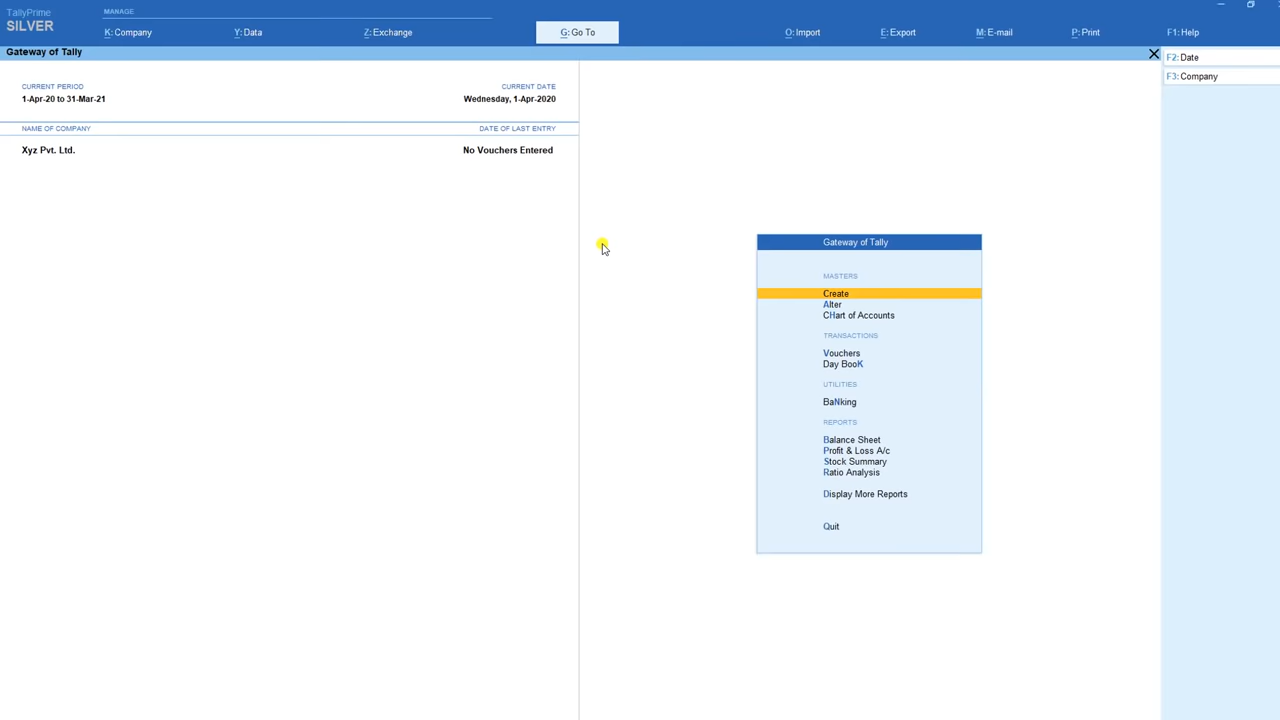 TallyPrime
SILVER
MANAGE
K: Company
Y: Data
Z: Exchange
G: Go To
O: Import
E: Export
M: E-mail
P: Print
F1: Help
Gateway of Tally
F2: Date
F3: Company
CURRENT PERIOD
CURRENT DATE
1-Apr-20 to 31-Mar-21
Wednesday, 1-Apr-2020
NAME OF COMPANY
DATE OF LAST ENTRY
Xyz Pvt. Ltd.
No Vouchers Entered
Gateway of Tally
MASTERS
Create
Alter
CHart of Accounts
TRANSACTIONS
Vouchers
Day BooK
UTILITIES
BaNking
REPORTS
Balance Sheet
Profit & Loss A/c
Stock Summary
Ratio Analysis
Display More Reports
Quit